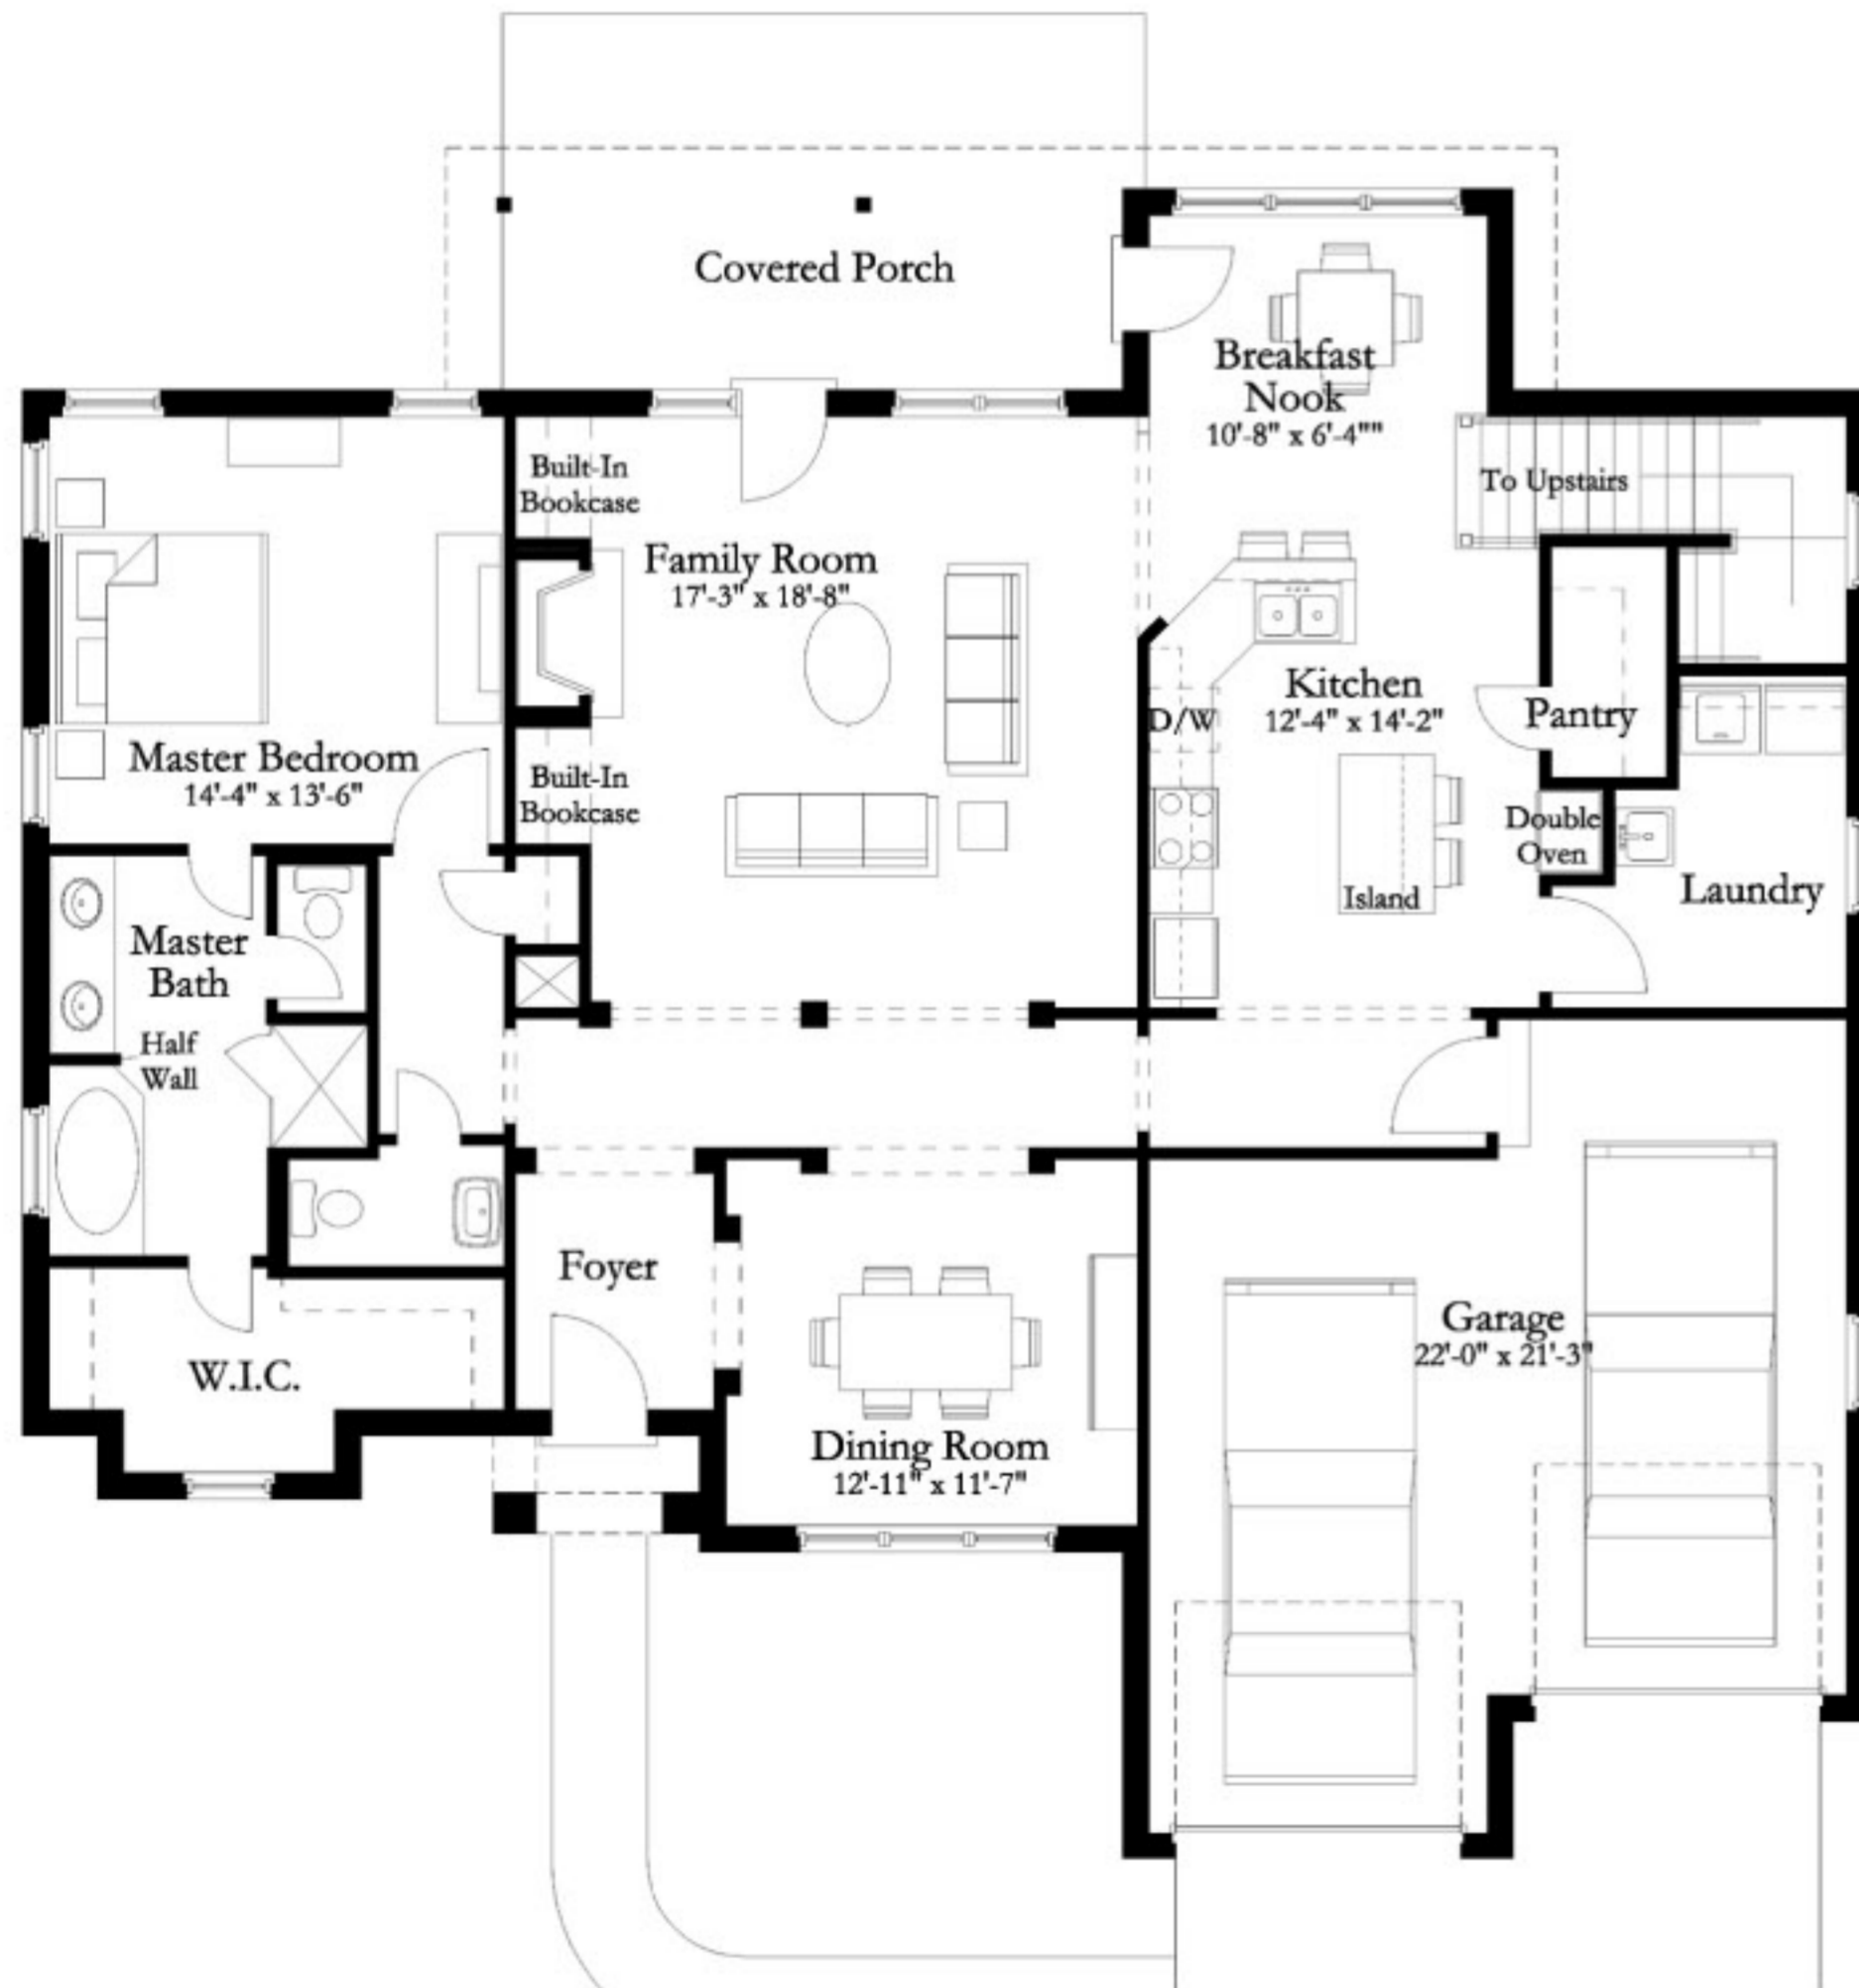 Covered Porch
Breakfast
Nook
10'-8" x 6'-4""
Built-In
Bookcase
To Upstairs
Family Room
17'-3" x 18'-8"
Kitchen
12'-4" x 14'-2"
D/W
Pantry
Master Bedroom
14'-4" x 13'-6"
Built-In
Bookcase
Double
Oven
Island
Laundry
Master
Bath
Half
Wall
Foyer
Garage
22'-0" x 21'-3"
W.I.C.
Dining Room
12'-11" x 11'-7"